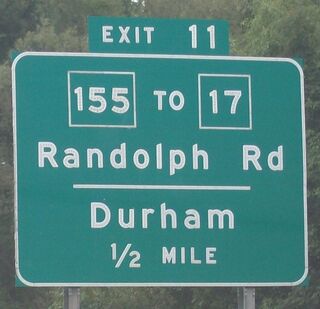 EXIT 11
155 TO 17
Randolph Rd
Durham
1/2 MILE